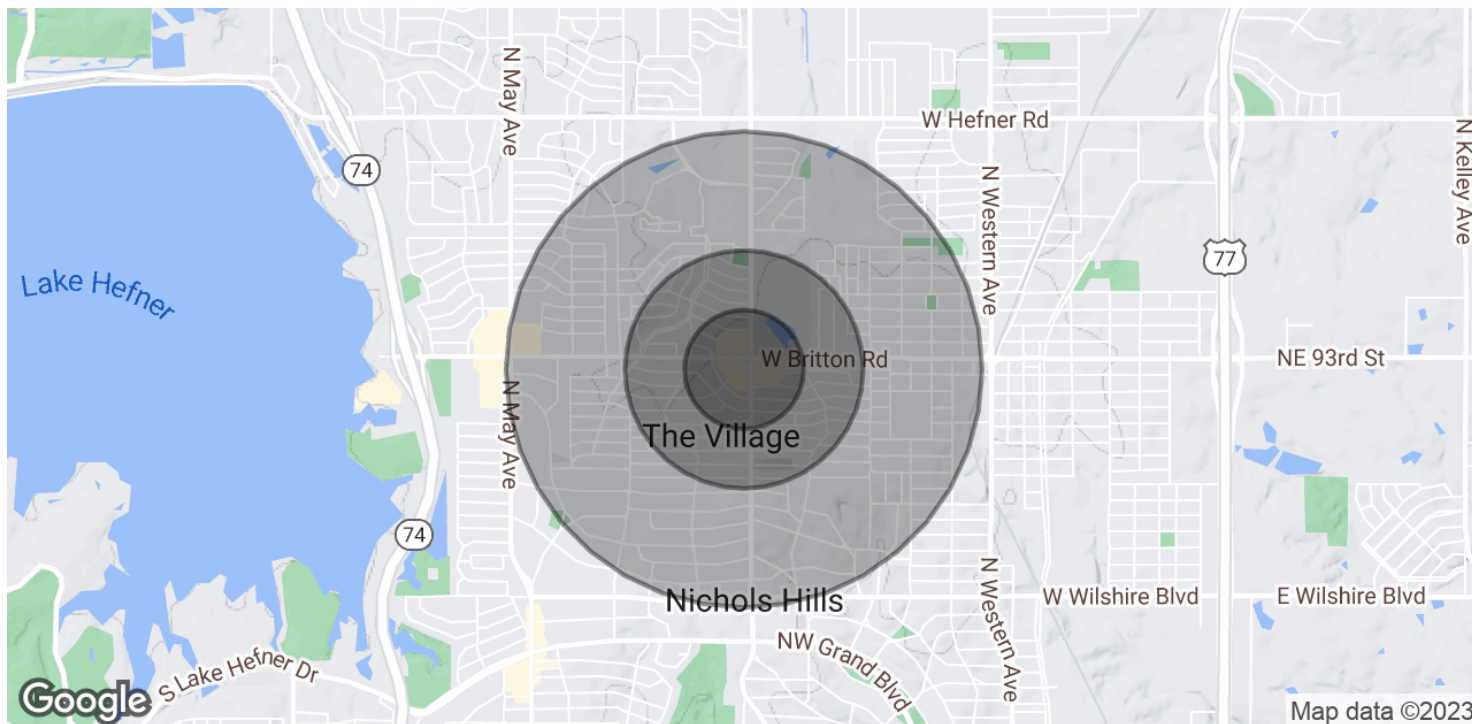 N May Ave
W Hefner Rd
74
N Western Ave
N Kelley Ave
77
Lake Hefner
W Britton Rd
NE 93rd St
N May Ave
The Village
74
Nichols Hills
W Wilshire Blvd
E Wilshire Blvd
N Western Ave
NW Grand Blvd
S Lake Hefner Dr
Google
Map data ©2023